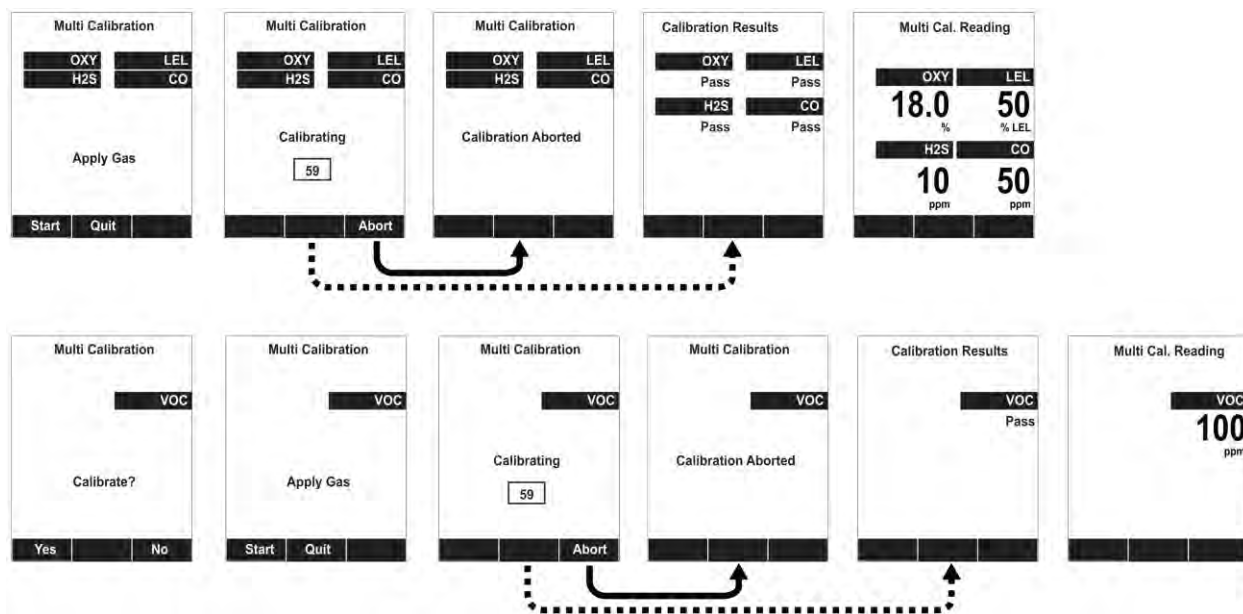 Multi Calibration
OXY LEL
H2S CO
Apply Gas
Start Quit
Multi Calibration
OXY LEL
H2S CO
Calibrating
59
Abort
Multi Calibration
OXY LEL
H2S CO
Calibration Aborted
Calibration Results
OXY LEL
Pass Pass
H2S CO
Pass Pass
Multi Cal. Reading
OXY LEL
18.0 50
% % LEL
H2S CO
10 50
ppm ppm
Multi Calibration
VOC
Calibrate?
Yes No
Multi Calibration
VOC
Apply Gas
Start Quit
Multi Calibration
VOC
Calibrating
59
Abort
Multi Calibration
VOC
Calibration Aborted
Calibration Results
VOC
Pass
Multi Cal. Reading
VOC
100
ppm